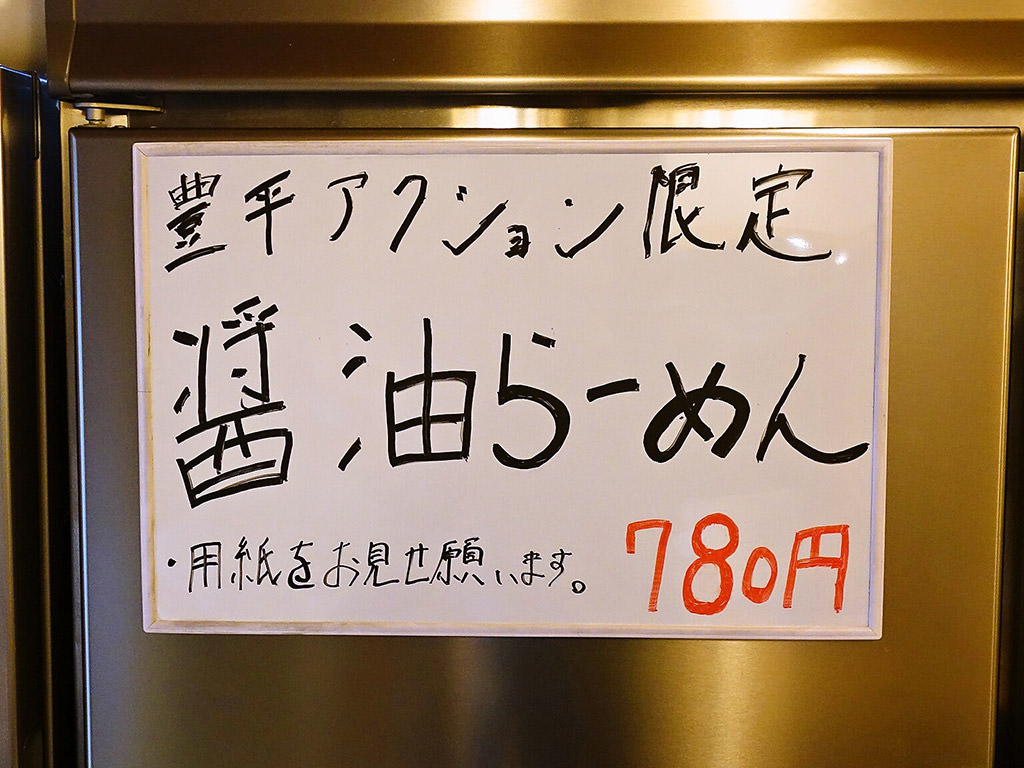 豊平アクション限定
醤油らーめん
・用紙をお見せ願います。 780円